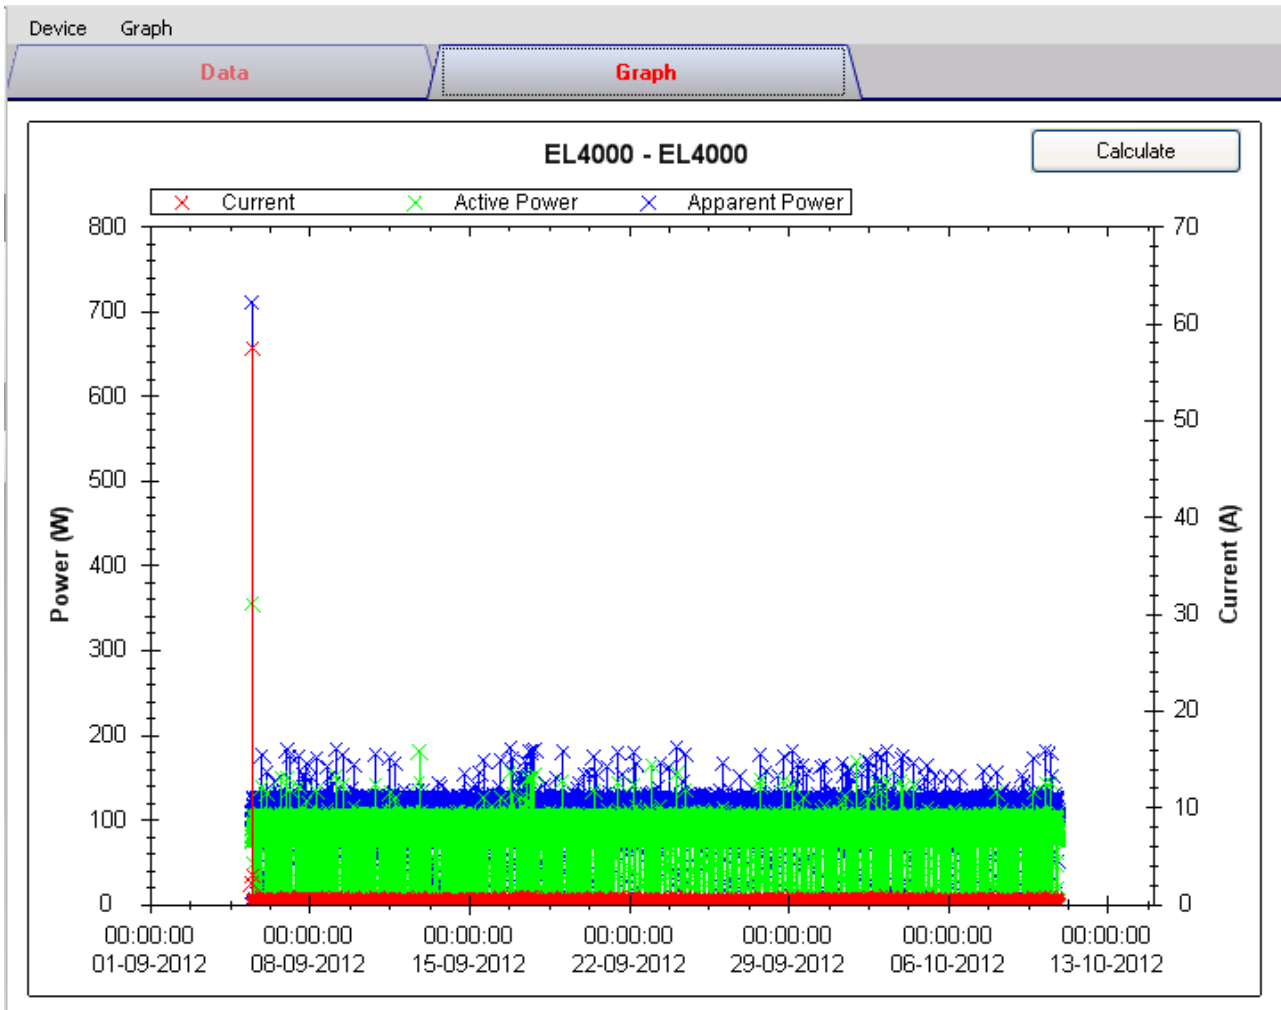 Device Graph
Data Graph
EL4000 - EL4000
Calculate
Current Active Power Apparent Power
800 70
700 60
600 50
500 40
400 30
300 20
200 10
100 0
0
Power (W)
Current (A)
00:00:00 00:00:00 00:00:00 00:00:00 00:00:00 00:00:00 00:00:00
01-09-2012 08-09-2012 15-09-2012 22-09-2012 29-09-2012 06-10-2012 13-10-2012